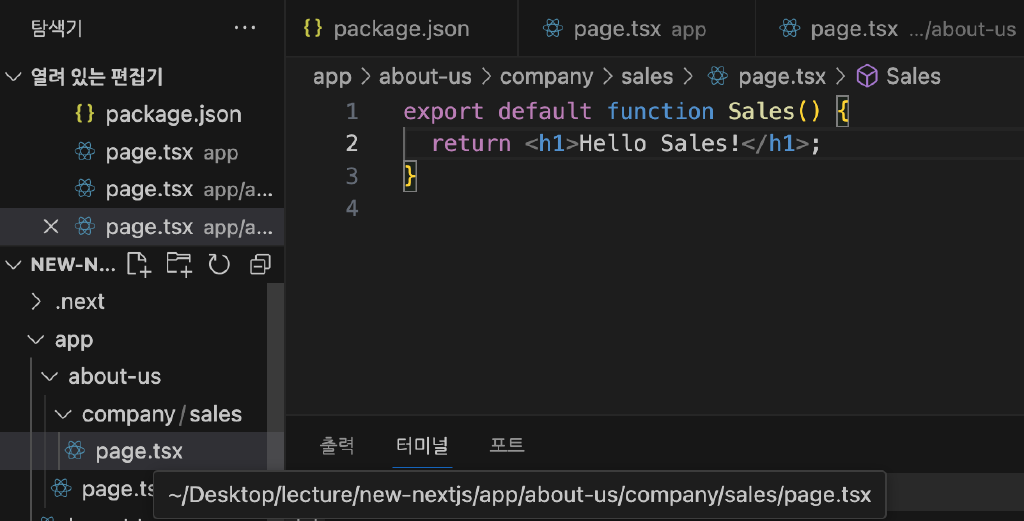 탐색기 ···
열려 있는 편집기
{} package.json
page.tsx app
page.tsx app/a...
page.tsx app/a...
NEW-N...
.next
app
about-us
company/sales
page.tsx
{} package.json page.tsx app page.tsx .../about-us
app > about-us > company > sales > page.tsx > Sales
1 export default function Sales() {
2 return <h1>Hello Sales!</h1>;
3 }
4
출력 터미널 포트
~/Desktop/lecture/new-nextjs/app/about-us/company/sales/page.tsx